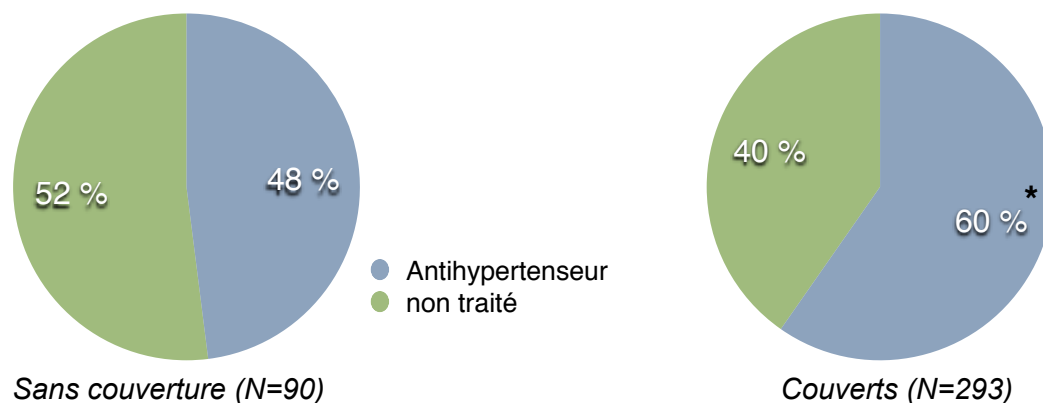 52 %
48 %
40 %
*
60 %
Antihypertenseur
non traité
Sans couverture (N=90)
Couverts (N=293)